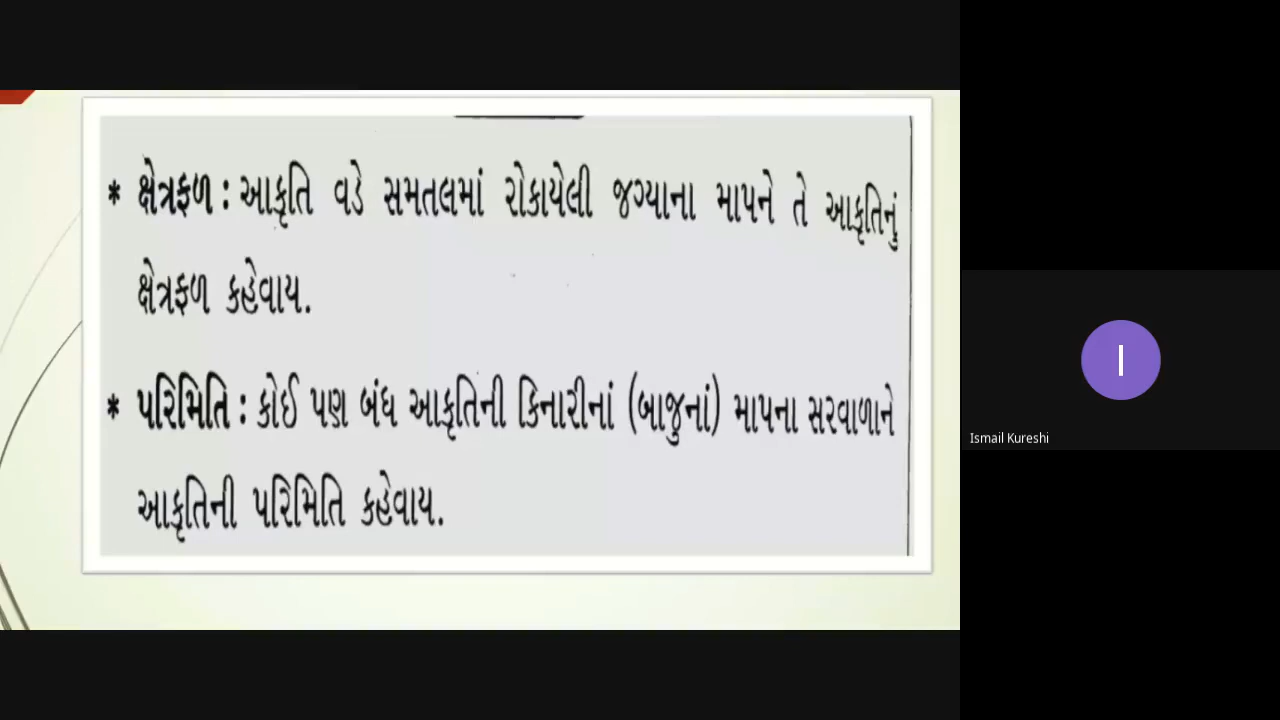 * ક્ષેત્રફળ : આકૃતિ વડે સમતલમાં રોકાયેલી જગ્યાના માપને તે આકૃતિનું
ક્ષેત્રફળ કહેવાય.
* પરિમિતિ : કોઈ પણ બંધ આકૃતિની કિનારીનાં (બાજુનાં) માપના સરવાળાને
આકૃતિની પરિમિતિ કહેવાય.
I
Ismail Kureshi